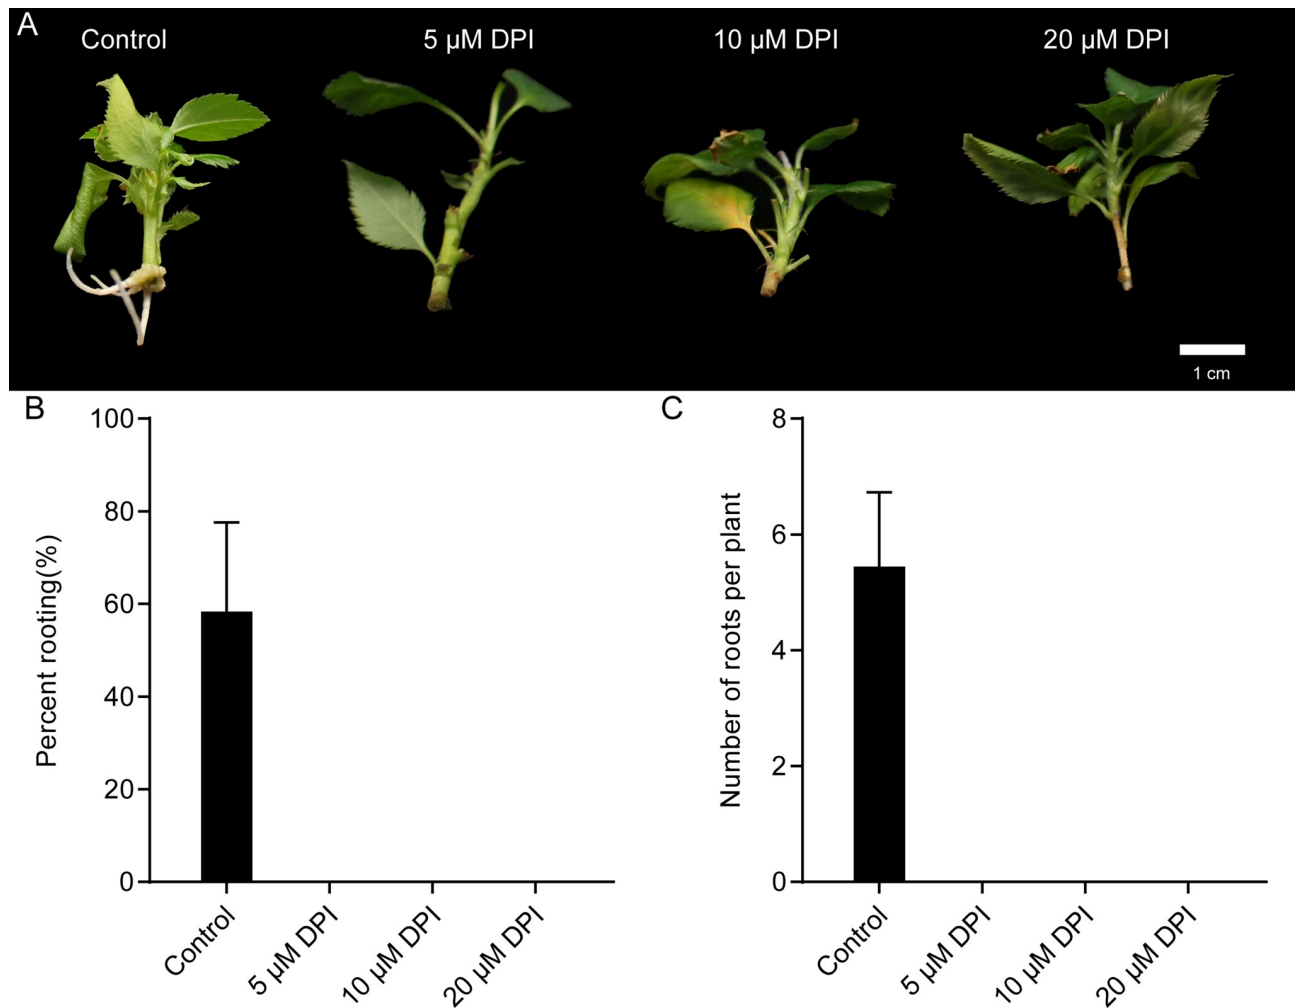 A
Control
5 µM DPI
10 µM DPI
20 µM DPI
1 cm
B
Percent rooting(%)
100
80
60
40
20
0
Control
5 µM DPI
10 µM DPI
20 µM DPI
C
Number of roots per plant
8
6
4
2
0
Control
5 µM DPI
10 µM DPI
20 µM DPI